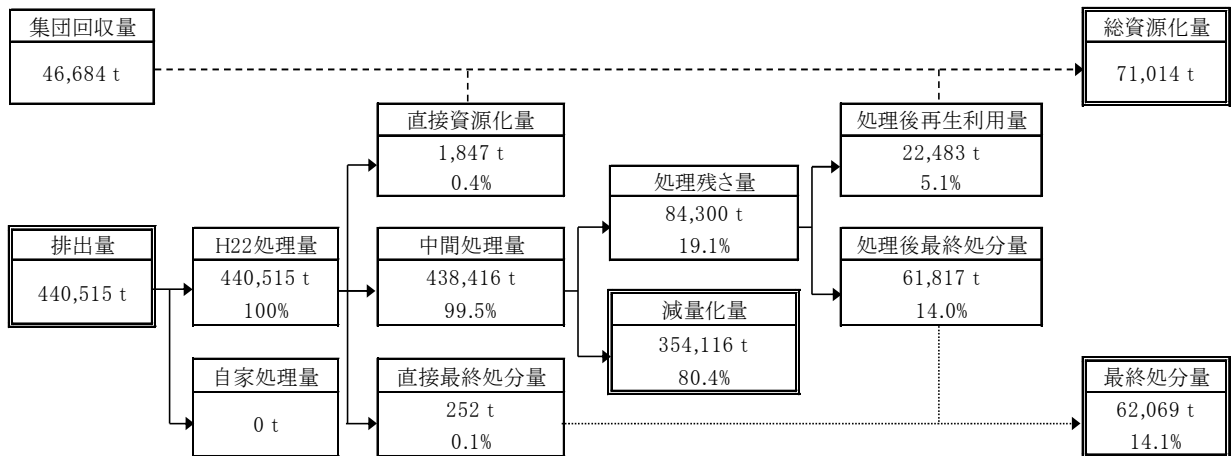 集団回収量
46,684 t
総資源化量
71,014 t
直接資源化量
1,847 t
0.4%
処理後再生利用量
22,483 t
5.1%
処理残さ量
84,300 t
19.1%
排出量
440,515 t
H22処理量
440,515 t
100%
中間処理量
438,416 t
99.5%
処理後最終処分量
61,817 t
14.0%
減量化量
354,116 t
80.4%
自家処理量
0 t
直接最終処分量
252 t
0.1%
最終処分量
62,069 t
14.1%